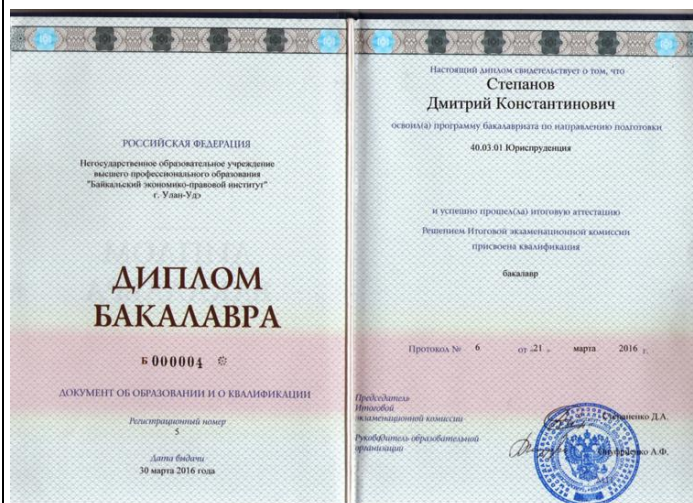 РОССИЙСКАЯ ФЕДЕРАЦИЯ
Негосударственное образовательное учреждение
высшего профессионального образования
"Байкальский экономико-правовой институт"
г. Улан-Удэ
ДИПЛОМ
БАКАЛАВРА
Б 000004
ДОКУМЕНТ ОБ ОБРАЗОВАНИИ И О КВАЛИФИКАЦИИ
Регистрационный номер
5
Дата выдачи
30 марта 2016 года
Настоящий диплом свидетельствует о том, что
Степанов
Дмитрий Константинович
освоил(а) программу бакалавриата по направлению подготовки
40.03.01 Юриспруденция
и успешно прошел(ла) итоговую аттестацию
Решением Итоговой экзаменационной комиссии
присвоена квалификация
бакалавр
Протокол № 6 от „21 „ марта 2016 г.
Председатель
Итоговой
экзаменационной комиссии Д.А.
Руководитель образовательной
организации А.Ф.